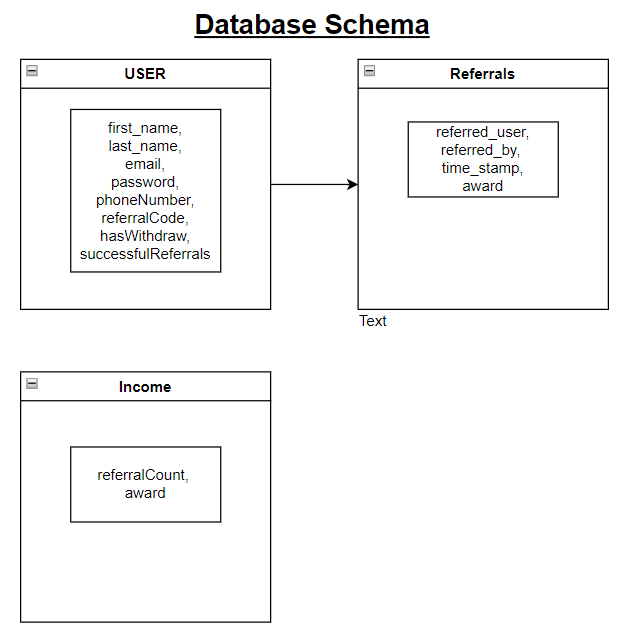 Database Schema
USER
first_name,
last_name,
email,
password,
phoneNumber,
referralCode,
hasWithdraw,
successfulReferrals
Referrals
referred_user,
referred_by,
time_stamp,
award
Text
Income
referralCount,
award